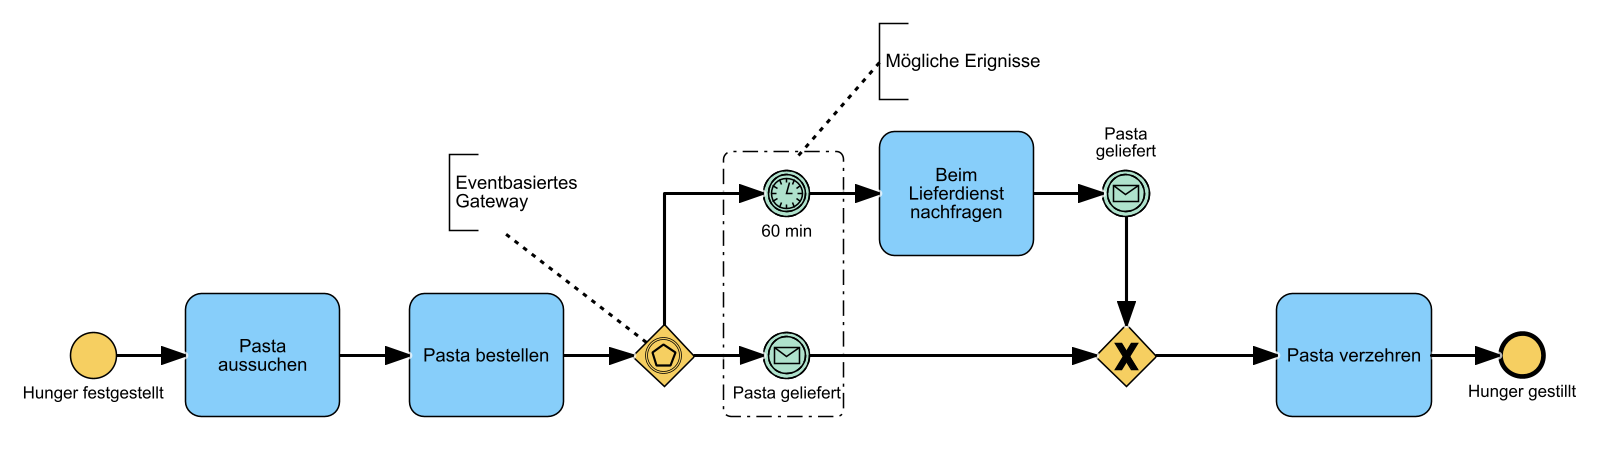 Mögliche Erignisse
Pasta
geliefert
Eventbasiertes
Gateway
Beim
Lieferdienst
nachfragen
60 min
Pasta
aussuchen
Pasta bestellen
Pasta verzehren
Hunger festgestellt
Pasta geliefert
Hunger gestillt